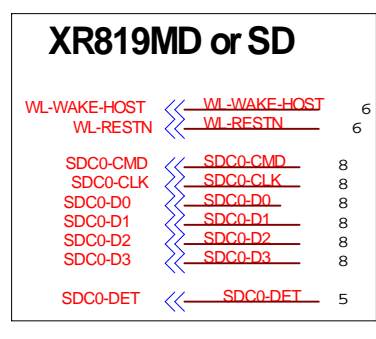 XR819MD or SD
WL-WAKE-HOST WL-WAKE-HOST 6
WL-RESTN WL-RESTN 6
SDC0-CMD SDC0-CMD 8
SDC0-CLK SDC0-CLK 8
SDC0-D0 SDC0-D0 8
SDC0-D1 SDC0-D1 8
SDC0-D2 SDC0-D2 8
SDC0-D3 SDC0-D3 8
SDC0-DET SDC0-DET 5